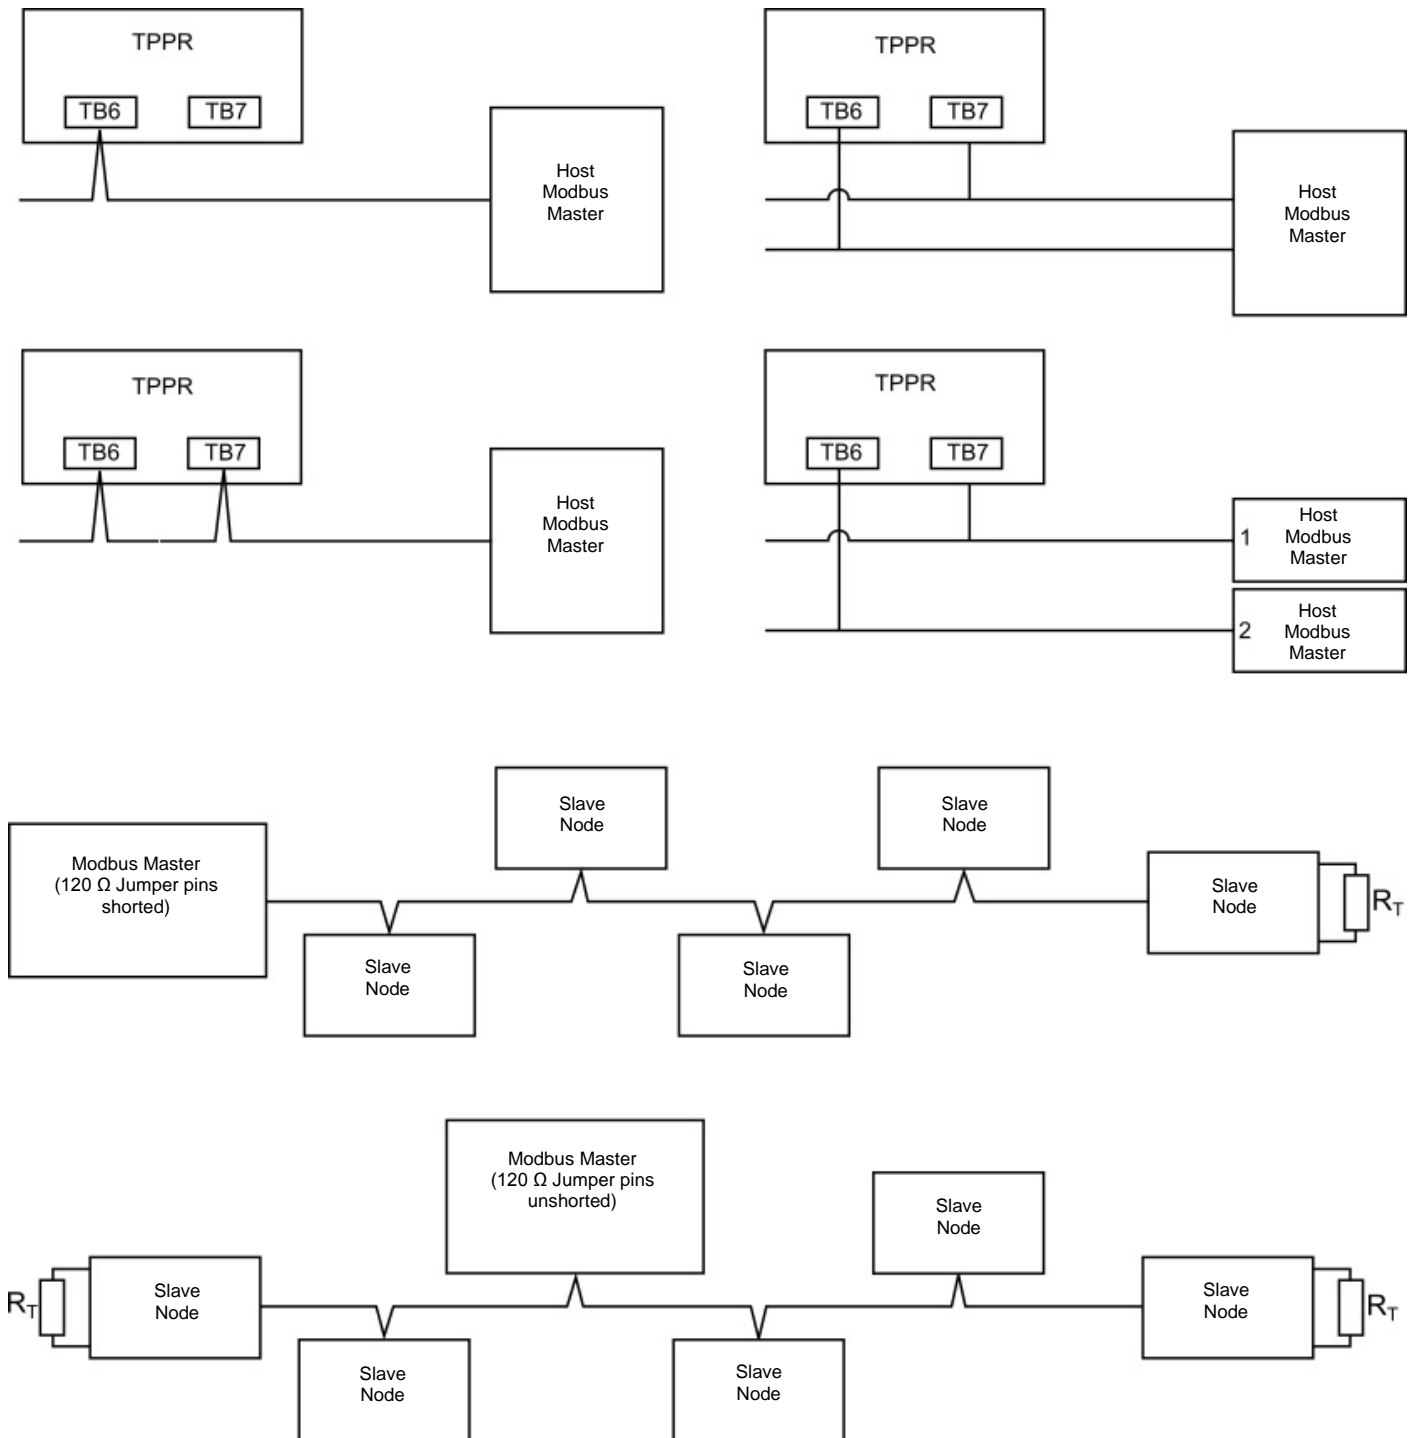 TPPR
TB6 TB7
Host
Modbus
Master
TPPR
TB6 TB7
Host
Modbus
Master
TPPR
TB6 TB7
Host
Modbus
Master
TPPR
TB6 TB7
1
Host
Modbus
Master
2
Host
Modbus
Master
Modbus Master
(120 Ω Jumper pins
shorted)
Slave
Node
Slave
Node
Slave
Node
Slave
Node
Slave
Node
RT
Modbus Master
(120 Ω Jumper pins
unshorted)
RT
Slave
Node
Slave
Node
Slave
Node
Slave
Node
Slave
Node
RT